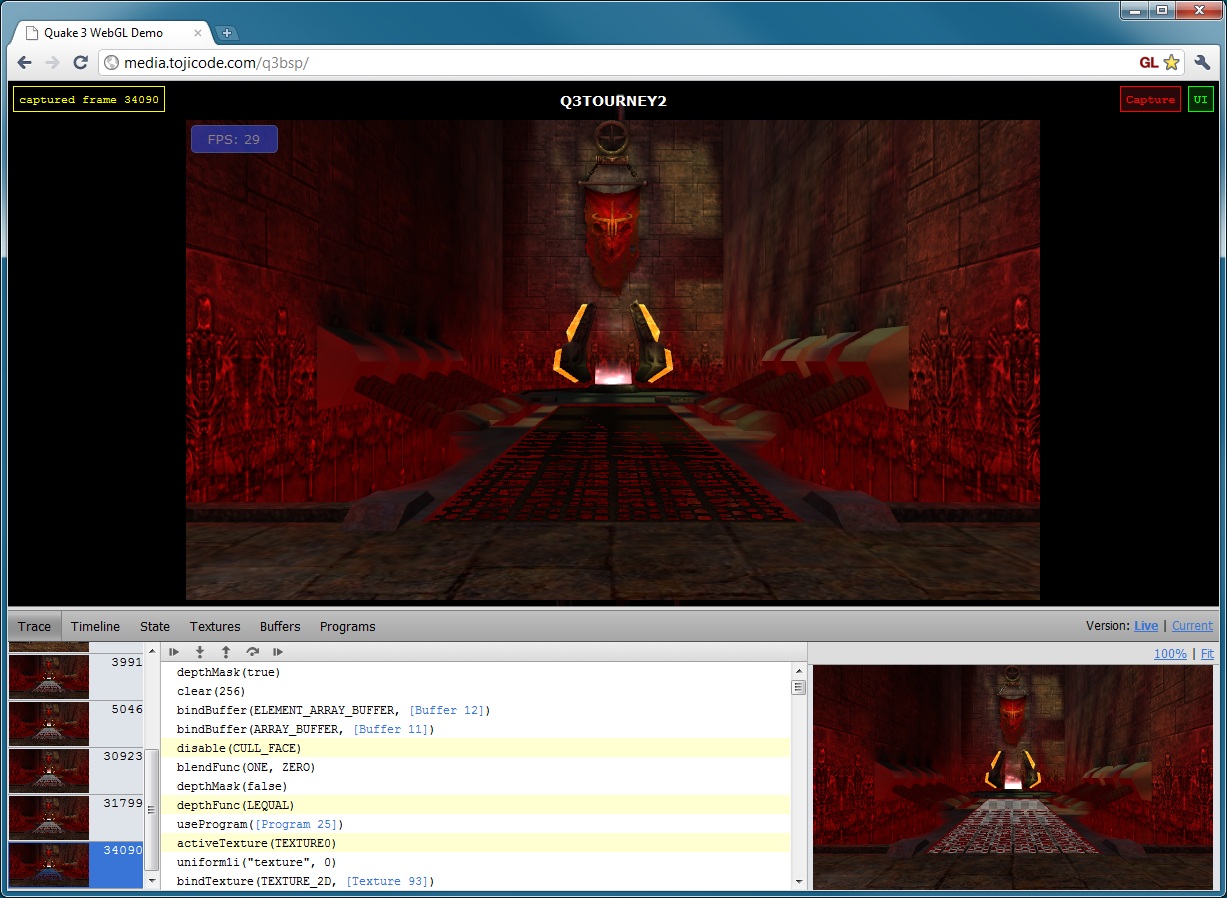 Quake 3 WebGL Demo
media.tojicode.com/q3bsp/
GL
captured frame 34090
Q3TOURNEY2
Capture
UI
FPS: 29
Trace
Timeline
State
Textures
Buffers
Programs
Version: Live | Current
100% | Fit
3991
5046
30923
31799
34090
depthMask(true)
clear(256)
bindBuffer(ELEMENT_ARRAY_BUFFER, [Buffer 12])
bindBuffer(ARRAY_BUFFER, [Buffer 11])
disable(CULL_FACE)
blendFunc(ONE, ZERO)
depthMask(false)
depthFunc(LEQUAL)
useProgram([Program 25])
activeTexture(TEXTURE0)
uniform1i("texture", 0)
bindTexture(TEXTURE_2D, [Texture 93])